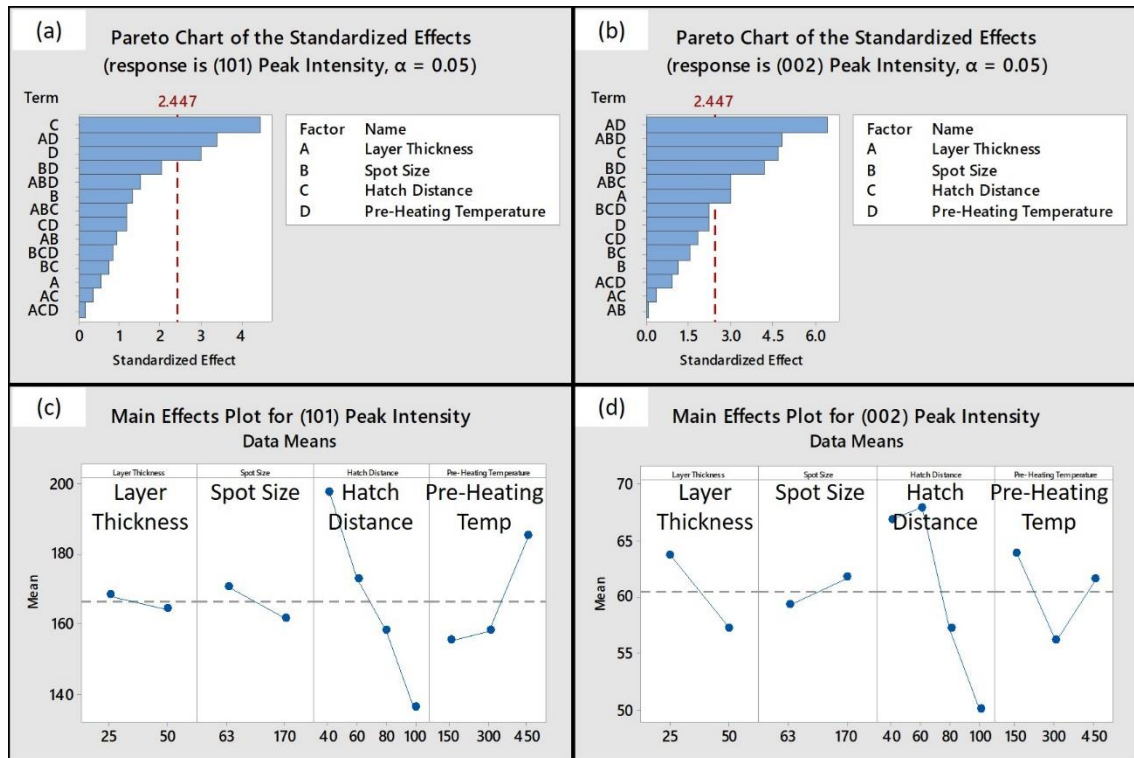 (a)
Pareto Chart of the Standardized Effects
(response is (101) Peak Intensity, α = 0.05)
Term
2.447
C
AD
D
BD
ABD
B
ABC
CD
AB
BCD
BC
A
AC
ACD
0 1 2 3 4
Standardized Effect
Factor Name
A Layer Thickness
B Spot Size
C Hatch Distance
D Pre-Heating Temperature
(b)
Pareto Chart of the Standardized Effects
(response is (002) Peak Intensity, α = 0.05)
Term
2.447
AD
ABD
C
BD
ABC
A
BCD
D
CD
BC
B
ACD
AC
AB
0.0 1.5 3.0 4.5 6.0
Standardized Effect
Factor Name
A Layer Thickness
B Spot Size
C Hatch Distance
D Pre-Heating Temperature
(c)
Main Effects Plot for (101) Peak Intensity
Data Means
Layer Thickness Spot Size Hatch Distance Pre-Heating Temperature
Layer Thickness
Spot Size
Hatch Distance
Pre-Heating Temp
Mean
200
180
160
140
25 50 63 170 40 60 80 100 150 300 450
(d)
Main Effects Plot for (002) Peak Intensity
Data Means
Layer Thickness Spot Size Hatch Distance Pre-Heating Temperature
Layer Thickness
Spot Size
Hatch Distance
Pre-Heating Temp
Mean
70
65
60
55
50
25 50 63 170 40 60 80 100 150 300 450